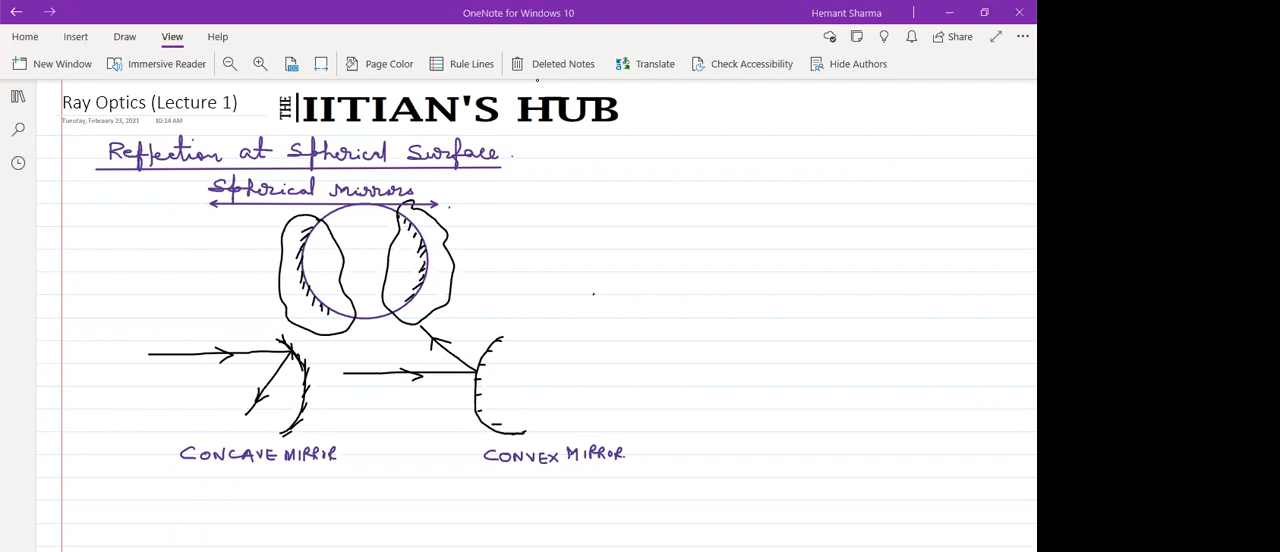 OneNote for Windows 10
Hemant Sharma
Home Insert Draw View Help
Share
New Window Immersive Reader Page Color Rule Lines Deleted Notes Translate Check Accessibility Hide Authors
Ray Optics (Lecture 1)
THE IITIAN'S HUB
Tuesday, February 23, 2021 10:14 AM
Reflection at Spherical Surface.
Spherical Mirrors
CONCAVE MIRROR
CONVEX MIRROR.